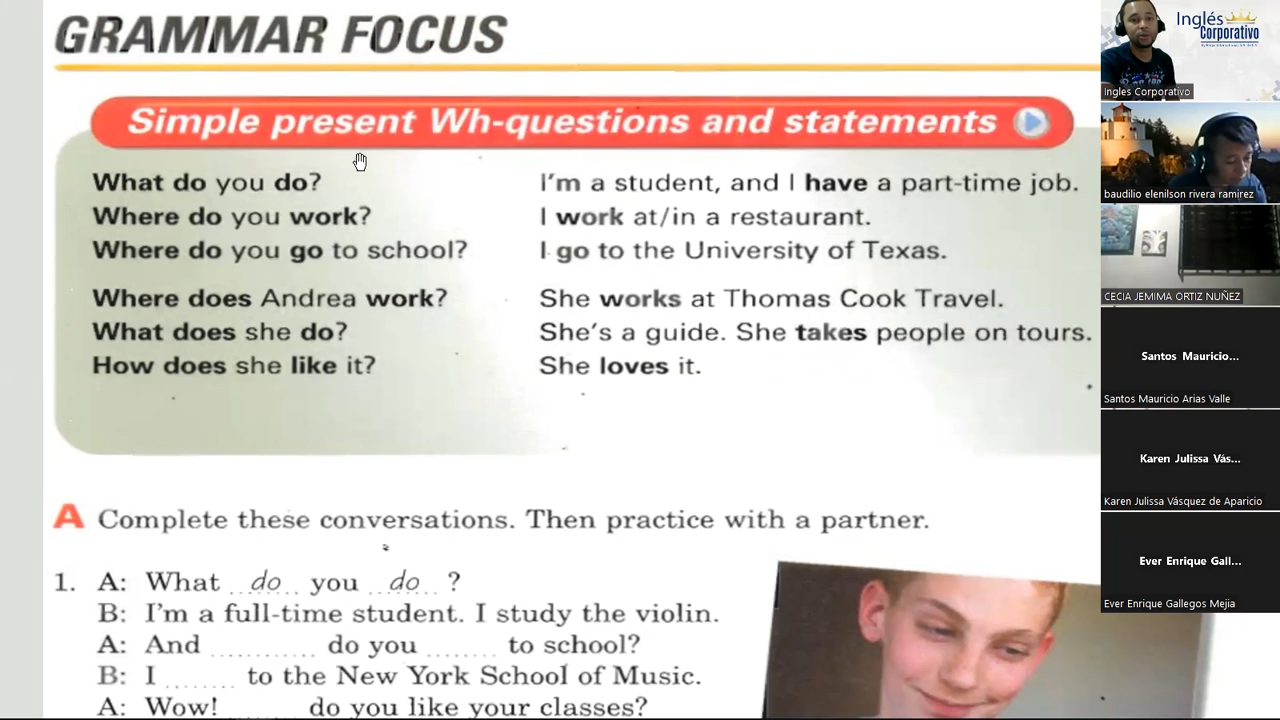 GRAMMAR FOCUS
Simple present Wh-questions and statements
What do you do? I'm a student, and I have a part-time job.
Where do you work? I work at/in a restaurant.
Where do you go to school? I go to the University of Texas.
Where does Andrea work? She works at Thomas Cook Travel.
What does she do? She's a guide. She takes people on tours.
How does she like it? She loves it.
A Complete these conversations. Then practice with a partner.
1. A: What do you do ?
B: I'm a full-time student. I study the violin.
A: And ........... do you ....... to school?
B: I ....... to the New York School of Music.
A: Wow! ....... do you like your classes?
Inglés
Corporativo
Ingles Corporativo
baudilio elenilson rivera ramirez
CECIA JEMIMA ORTIZ NUÑEZ
Santos Mauricio...
Santos Mauricio Arias Valle
Karen Julissa Vás...
Karen Julissa Vásquez de Aparicio
Ever Enrique Gall...
Ever Enrique Gallegos Mejia